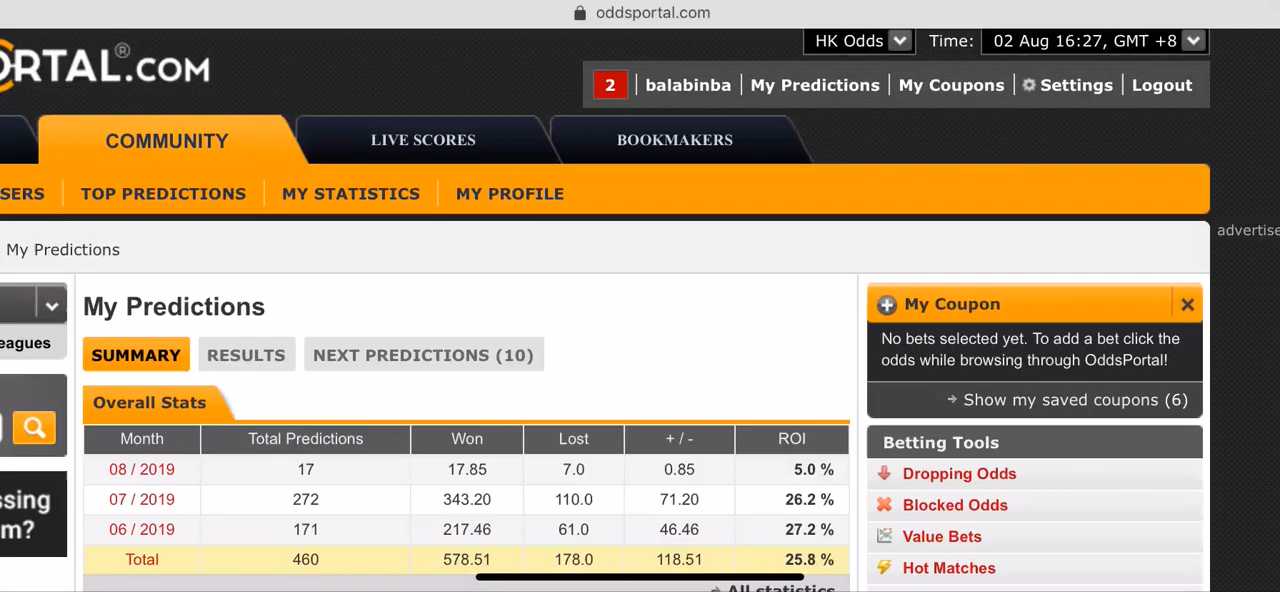 oddsportal.com
HK Odds Time: 02 Aug 16:27, GMT +8
ORTAL®.COM
2 balabinba My Predictions My Coupons Settings Logout
COMMUNITY LIVE SCORES BOOKMAKERS
SERS TOP PREDICTIONS MY STATISTICS MY PROFILE
advertise
My Predictions
My Predictions
eagues
SUMMARY RESULTS NEXT PREDICTIONS (10)
Overall Stats
Month Total Predictions Won Lost + / - ROI
08 / 2019 17 17.85 7.0 0.85 5.0 %
07 / 2019 272 343.20 110.0 71.20 26.2 %
06 / 2019 171 217.46 61.0 46.46 27.2 %
Total 460 578.51 178.0 118.51 25.8 %
All statistics
ssing
m?
My Coupon
No bets selected yet. To add a bet click the
odds while browsing through OddsPortal!
Show my saved coupons (6)
Betting Tools
Dropping Odds
Blocked Odds
Value Bets
Hot Matches